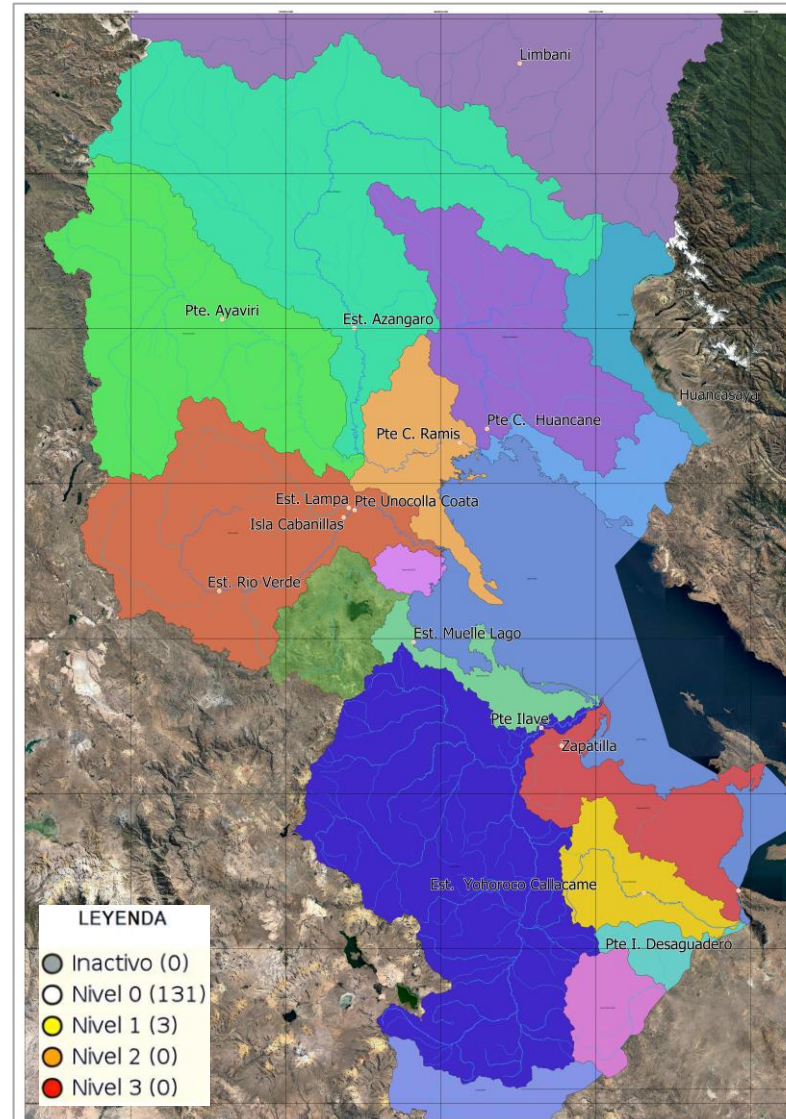 Limbani
Pte. Ayaviri
Est. Azangaro
Huancasaya
Pte C. Huancane
Pte C. Ramis
Est. Lampa
Pte Unocolla Coata
Isla Cabanillas
Est. Rio Verde
Est. Muelle Lago
Pte Ilave
Zapatilla
Est. Yohoroco Callacame
Pte I. Desaguadero
LEYENDA
Inactivo (0)
Nivel 0 (131)
Nivel 1 (3)
Nivel 2 (0)
Nivel 3 (0)